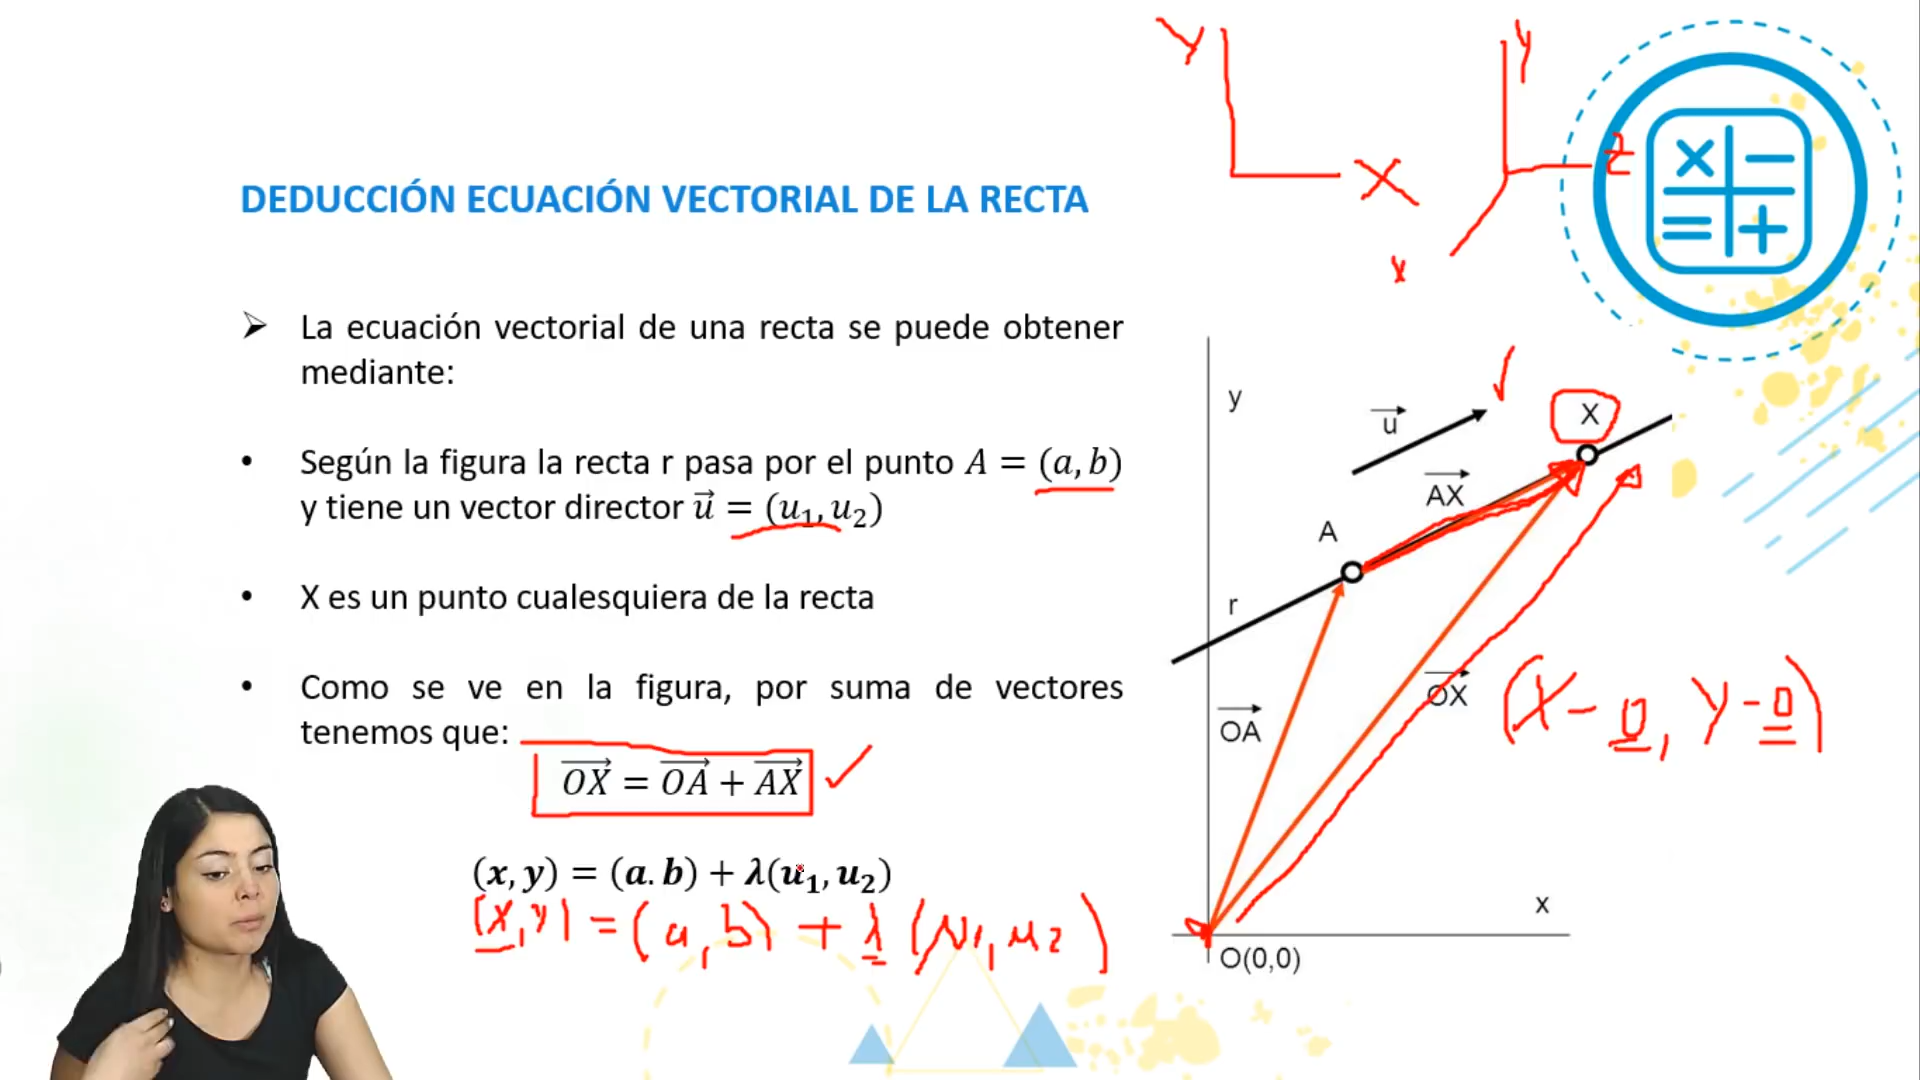 y
X
y
z
x
DEDUCCIÓN ECUACIÓN VECTORIAL DE LA RECTA
➢ La ecuación vectorial de una recta se puede obtener
mediante:
• Según la figura la recta r pasa por el punto A = (a, b)
y tiene un vector director u⃗ = (u₁, u₂)
• X es un punto cualesquiera de la recta
• Como se ve en la figura, por suma de vectores
tenemos que:
OX⃗ = OA⃗ + AX⃗
(x, y) = (a. b) + λ(u₁, u₂)
(x, y) = (a, b) + λ (u₁, u₂)
y
u⃗
X
AX⃗
A
r
OX⃗
OA⃗
(X - 0, Y - 0)
x
O(0,0)